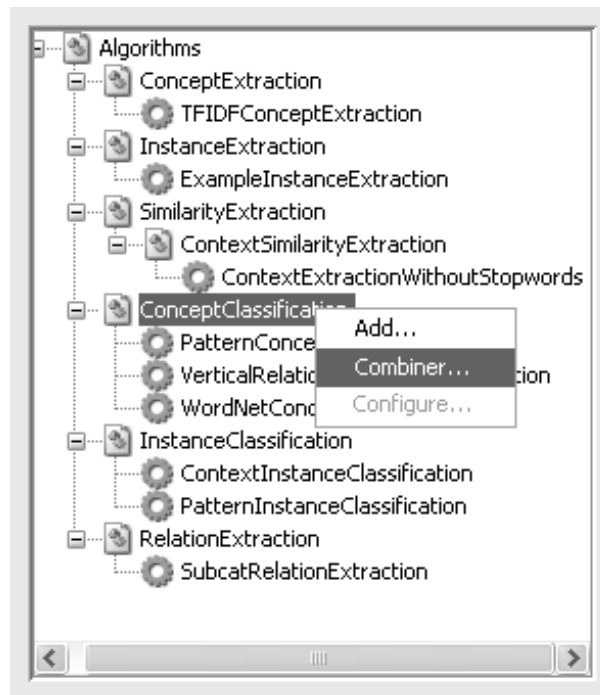 Algorithms
ConceptExtraction
TFIDFConceptExtraction
InstanceExtraction
ExampleInstanceExtraction
SimilarityExtraction
ContextSimilarityExtraction
ContextExtractionWithoutStopwords
ConceptClassification
Add...
PatternConce
Combiner...
VerticalRelatio tion
Configure...
WordNetConc
InstanceClassification
ContextInstanceClassification
PatternInstanceClassification
RelationExtraction
SubcatRelationExtraction